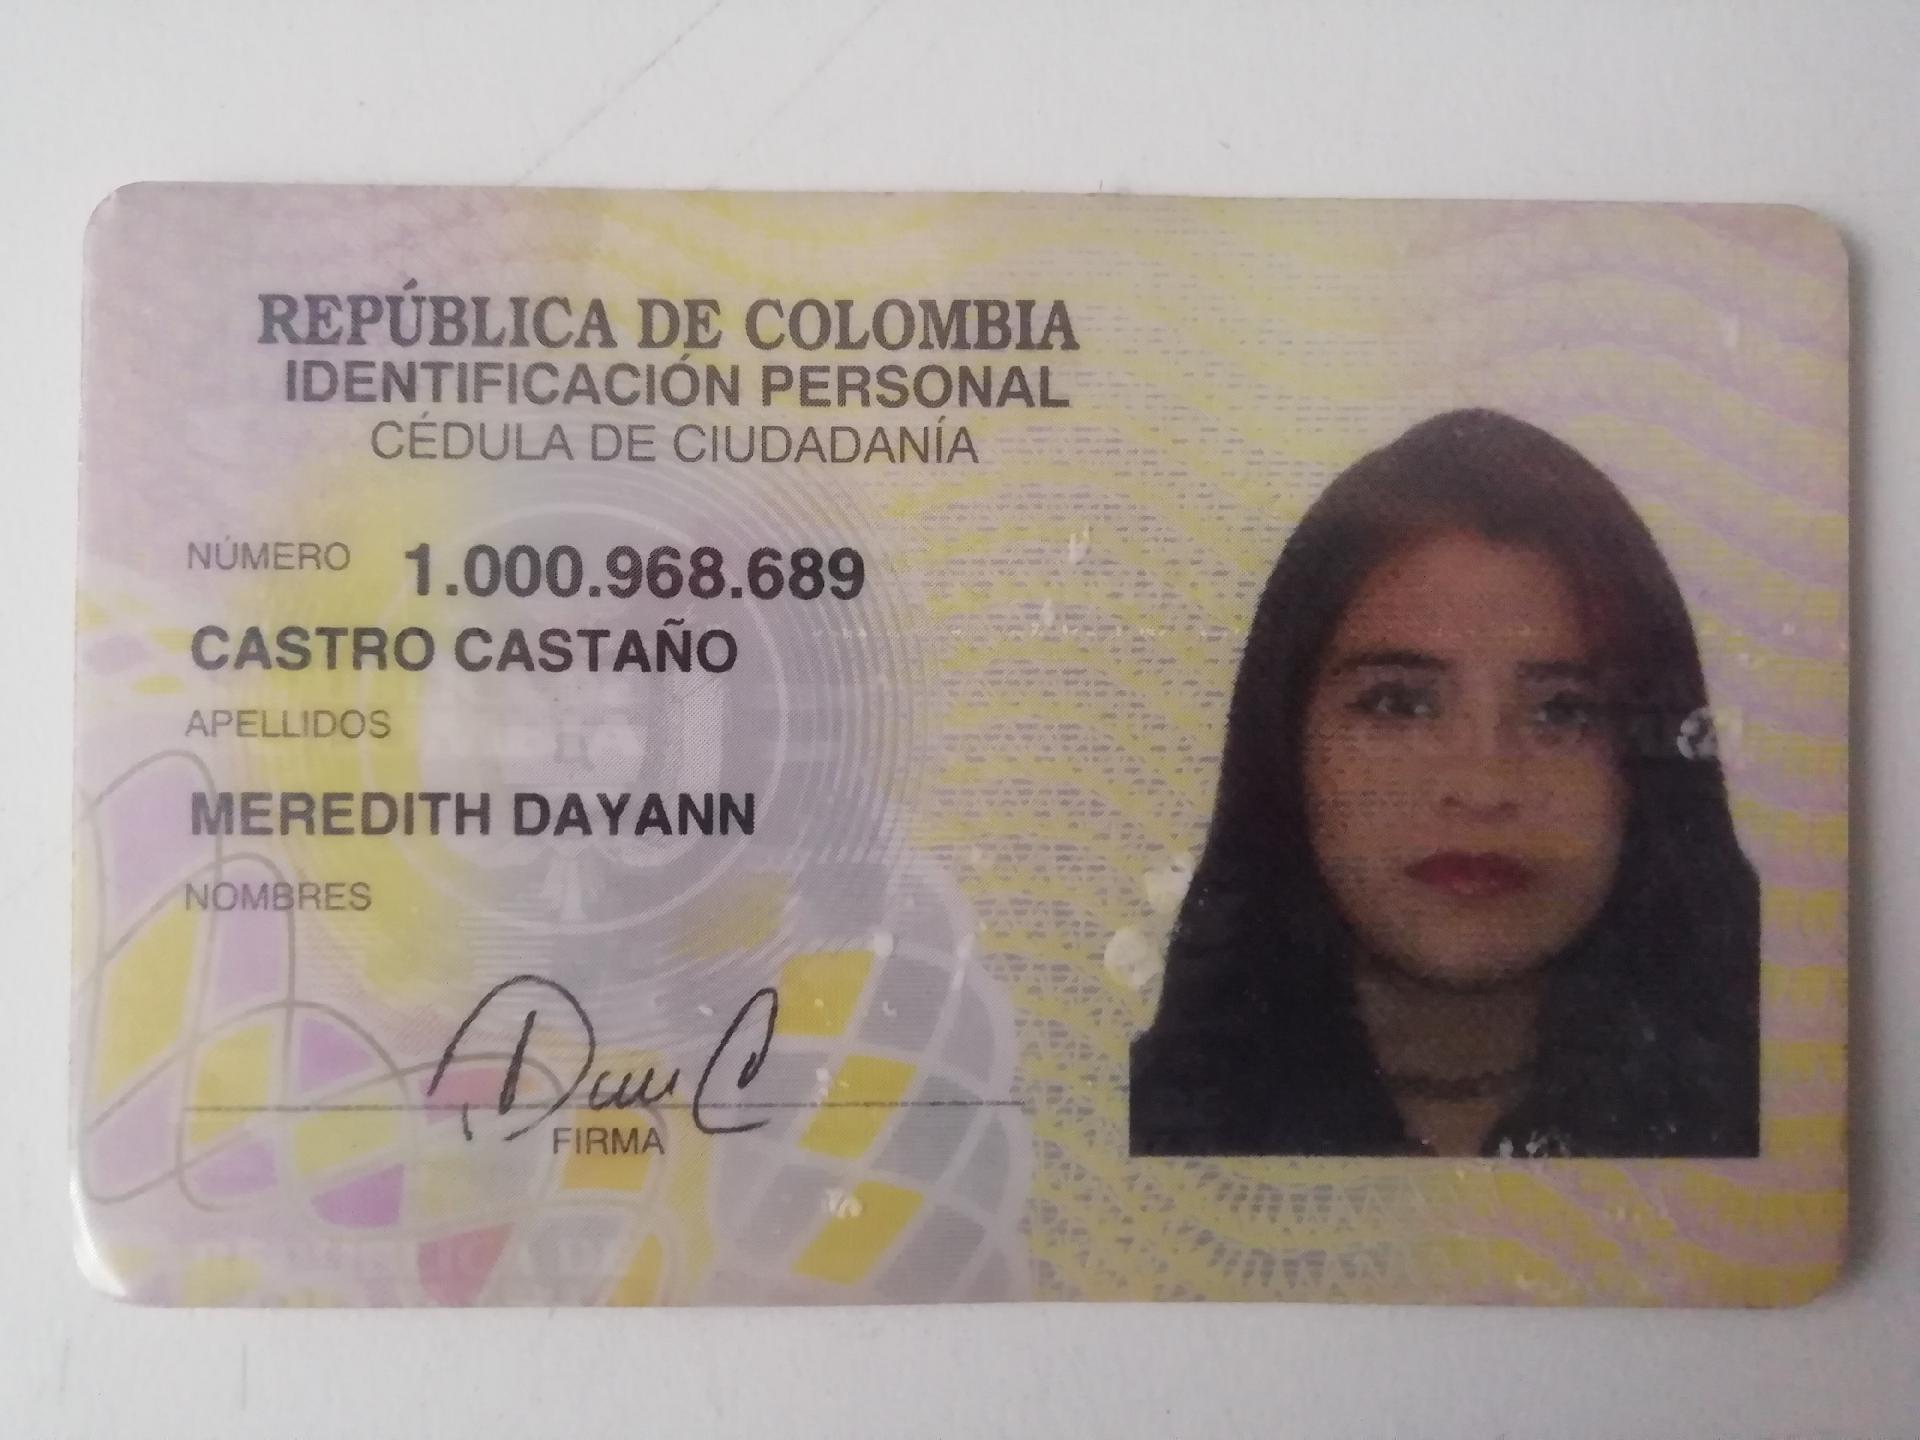 REPÚBLICA DE COLOMBIA
IDENTIFICACIÓN PERSONAL
CÉDULA DE CIUDADANÍA
NÚMERO 1.000.968.689
CASTRO CASTAÑO
APELLIDOS
MEREDITH DAYANN
NOMBRES
FIRMA